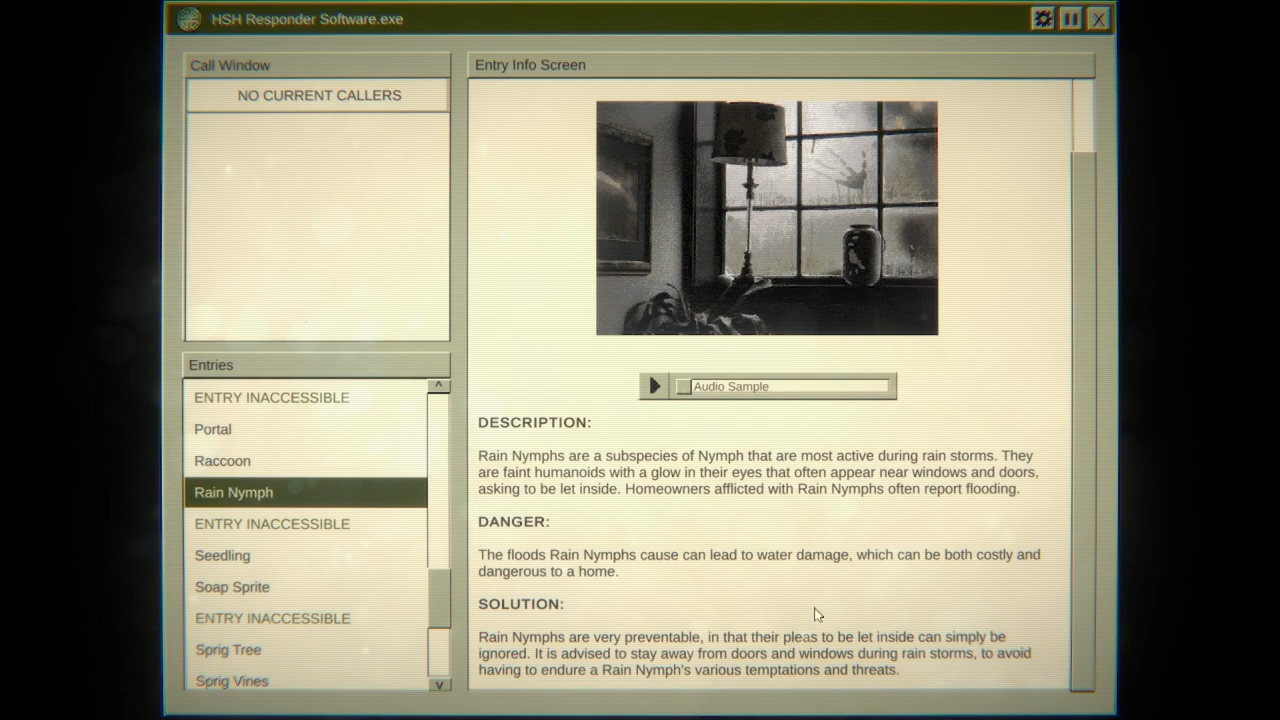 HSH Responder Software.exe
X
Call Window
NO CURRENT CALLERS
Entries
ENTRY INACCESSIBLE
Portal
Raccoon
Rain Nymph
ENTRY INACCESSIBLE
Seedling
Soap Sprite
ENTRY INACCESSIBLE
Sprig Tree
Sprig Vines
Entry Info Screen
Audio Sample
DESCRIPTION:
Rain Nymphs are a subspecies of Nymph that are most active during rain storms. They
are faint humanoids with a glow in their eyes that often appear near windows and doors,
asking to be let inside. Homeowners afflicted with Rain Nymphs often report flooding.
DANGER:
The floods Rain Nymphs cause can lead to water damage, which can be both costly and
dangerous to a home.
SOLUTION:
Rain Nymphs are very preventable, in that their pleas to be let inside can simply be
ignored. It is advised to stay away from doors and windows during rain storms, to avoid
having to endure a Rain Nymph's various temptations and threats.